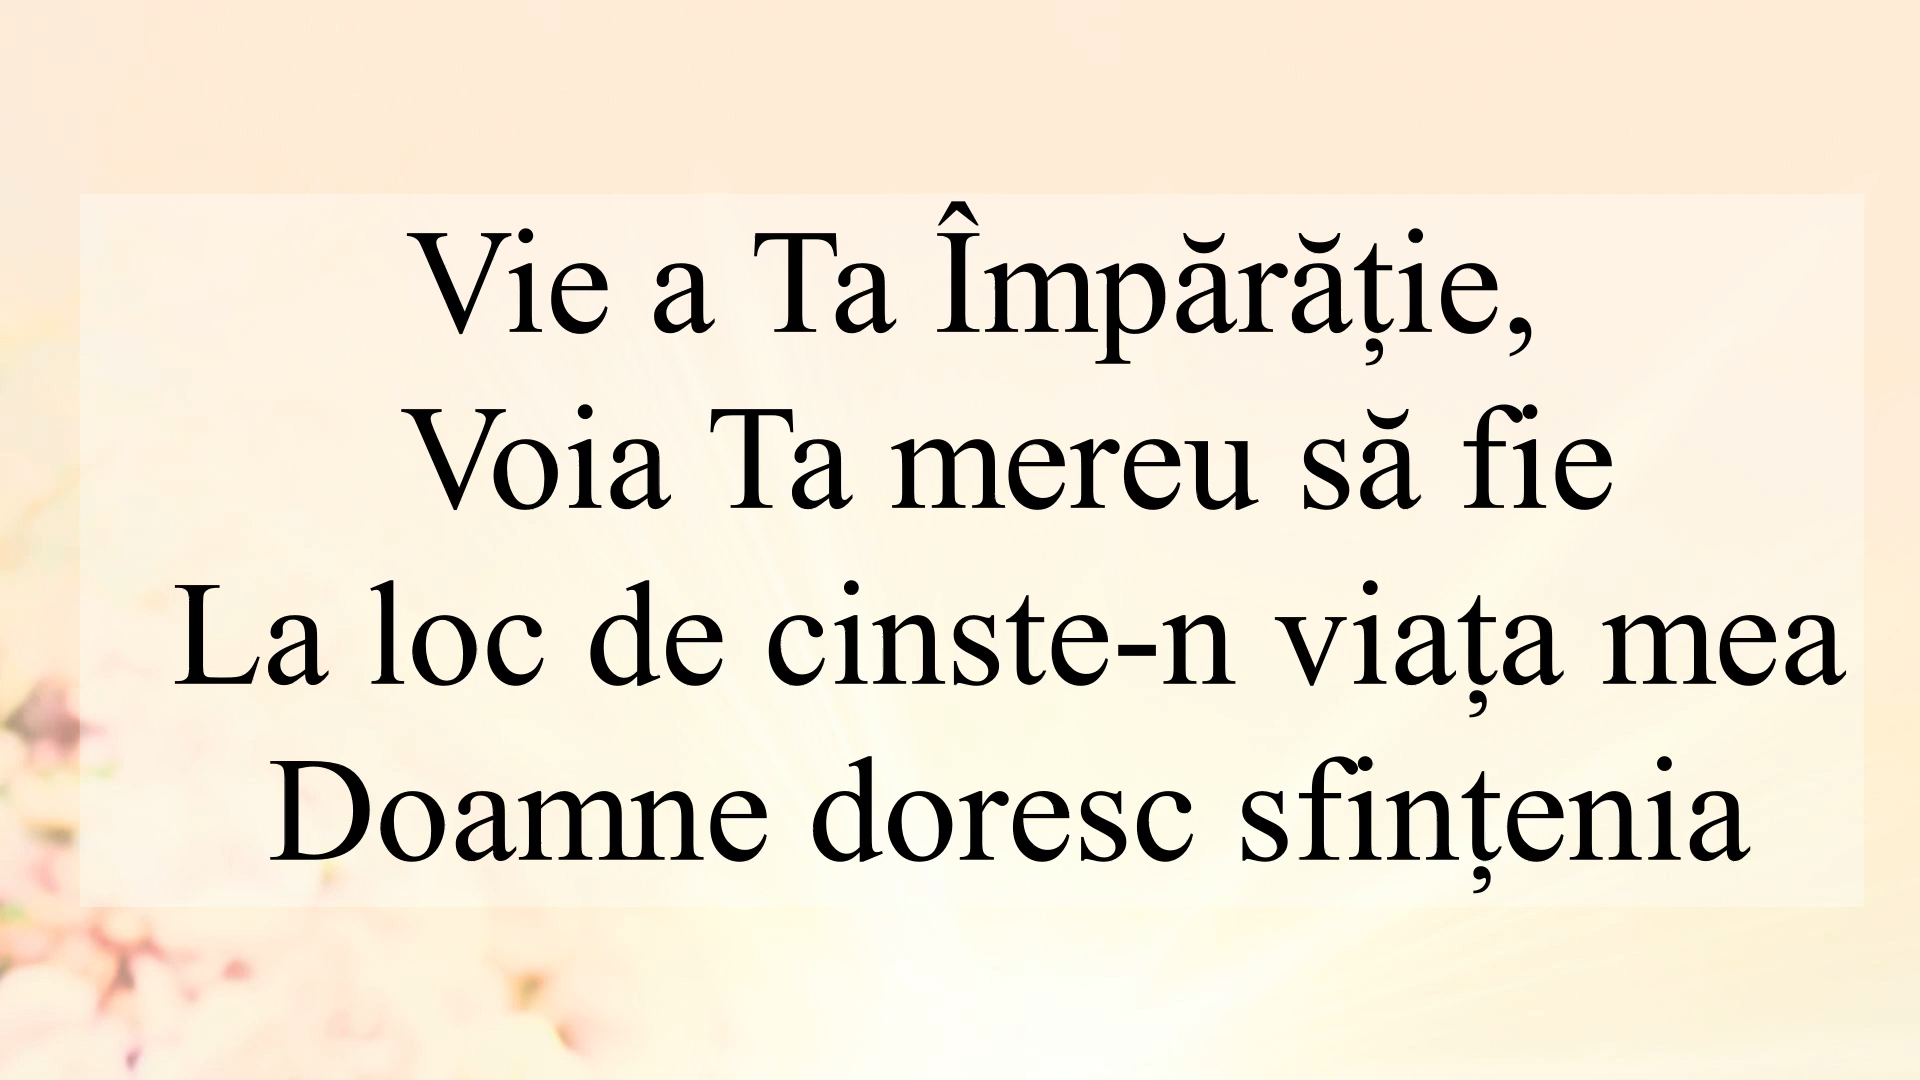 Vie a Ta Împărăție,
Voia Ta mereu să fie
La loc de cinste-n viața mea
Doamne doresc sfințenia